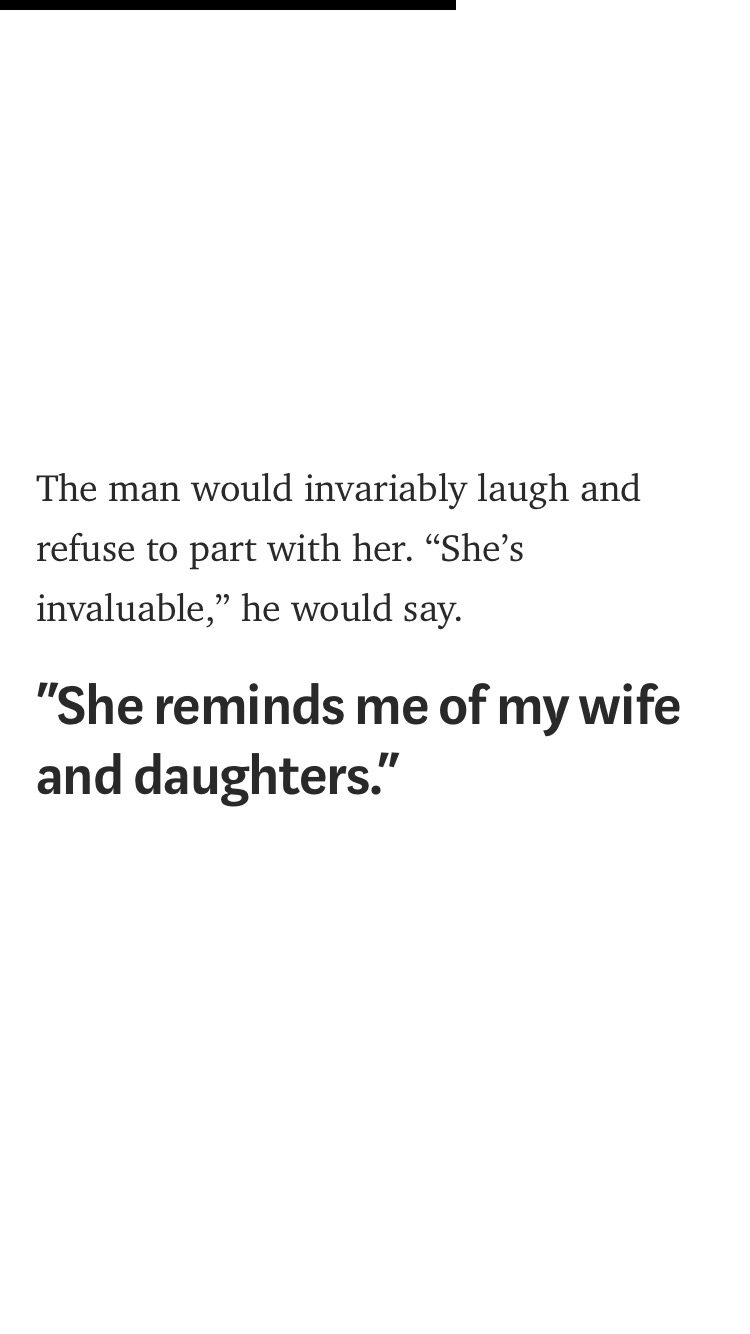 The man would invariably laugh and
refuse to part with her. “She’s
invaluable,” he would say.
"She reminds me of my wife
and daughters."